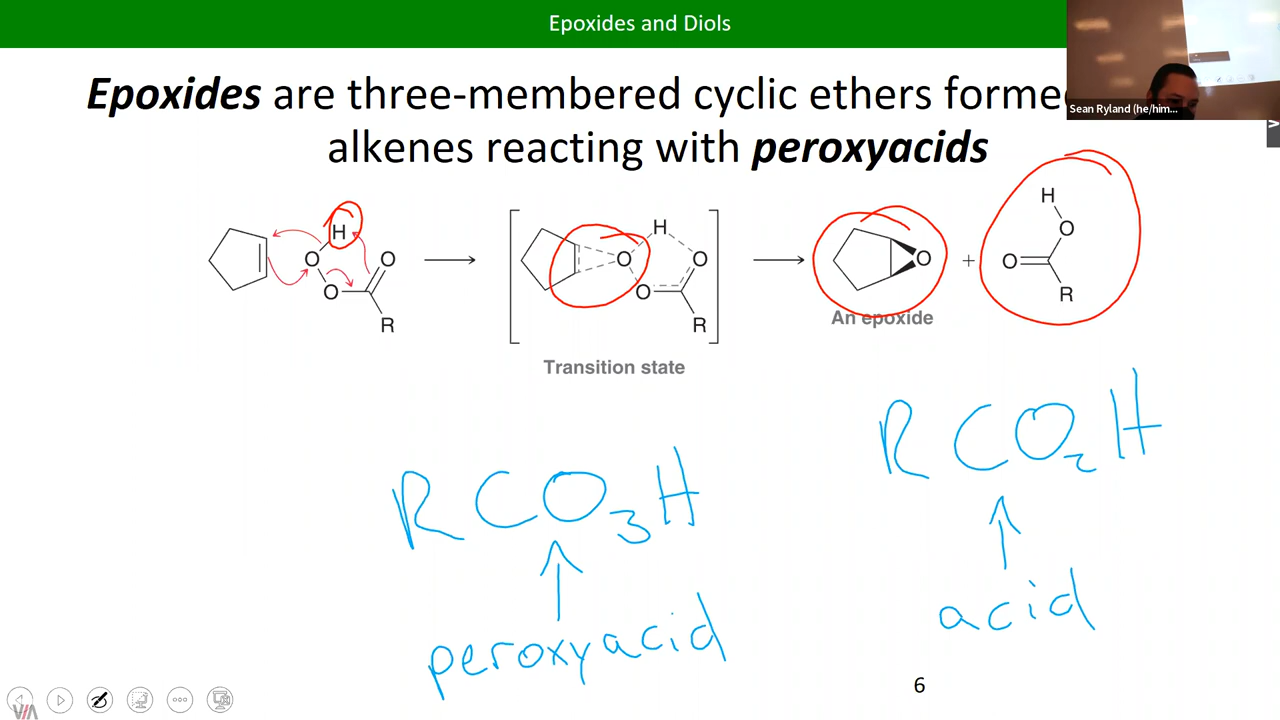 Epoxides and Diols
Epoxides are three-membered cyclic ethers forme
alkenes reacting with peroxyacids
Sean Ryland (he/him...
H
O
O
O
R
H
O
O
O
R
Transition state
O
An epoxide
+
H
O
O
R
RCO3H
peroxyacid
RCO2H
acid
6
VIA